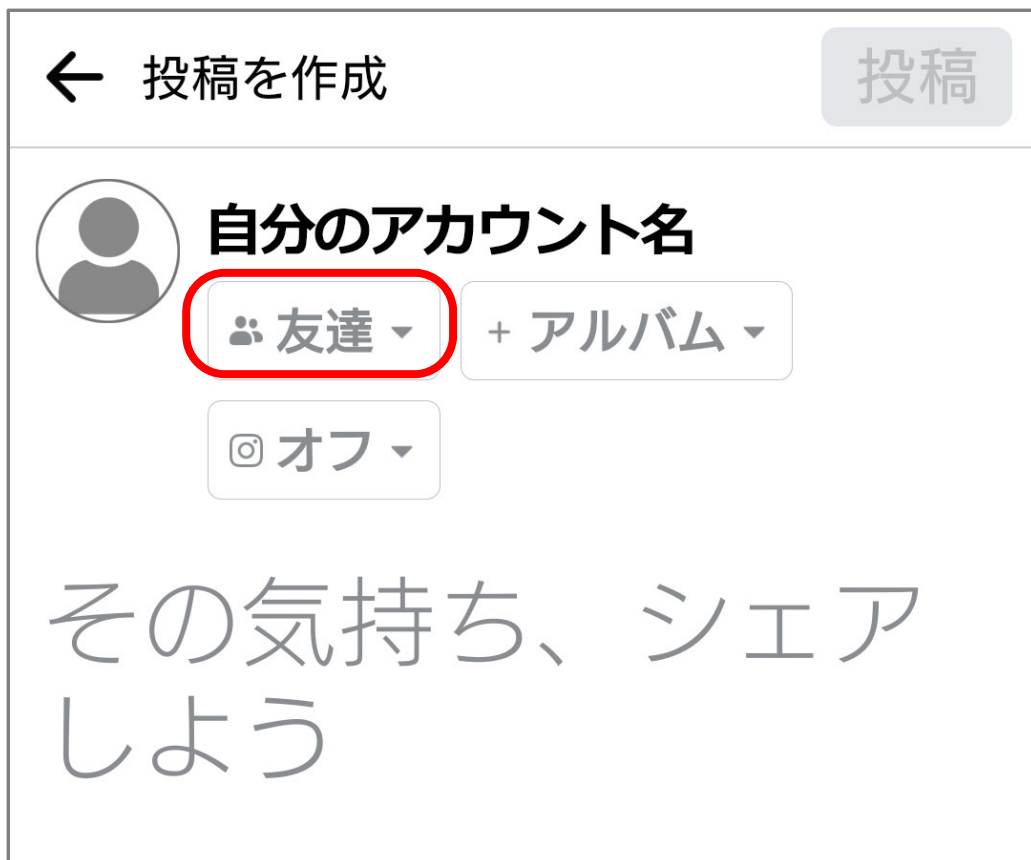 投稿を作成
投稿
自分のアカウント名
友達
+ アルバム
オフ
その気持ち、シェア
しよう